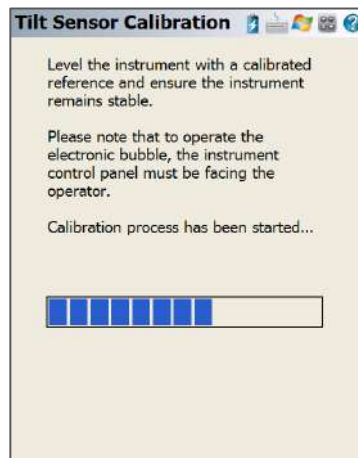 Tilt Sensor Calibration
Level the instrument with a calibrated
reference and ensure the instrument
remains stable.
Please note that to operate the
electronic bubble, the instrument
control panel must be facing the
operator.
Calibration process has been started...